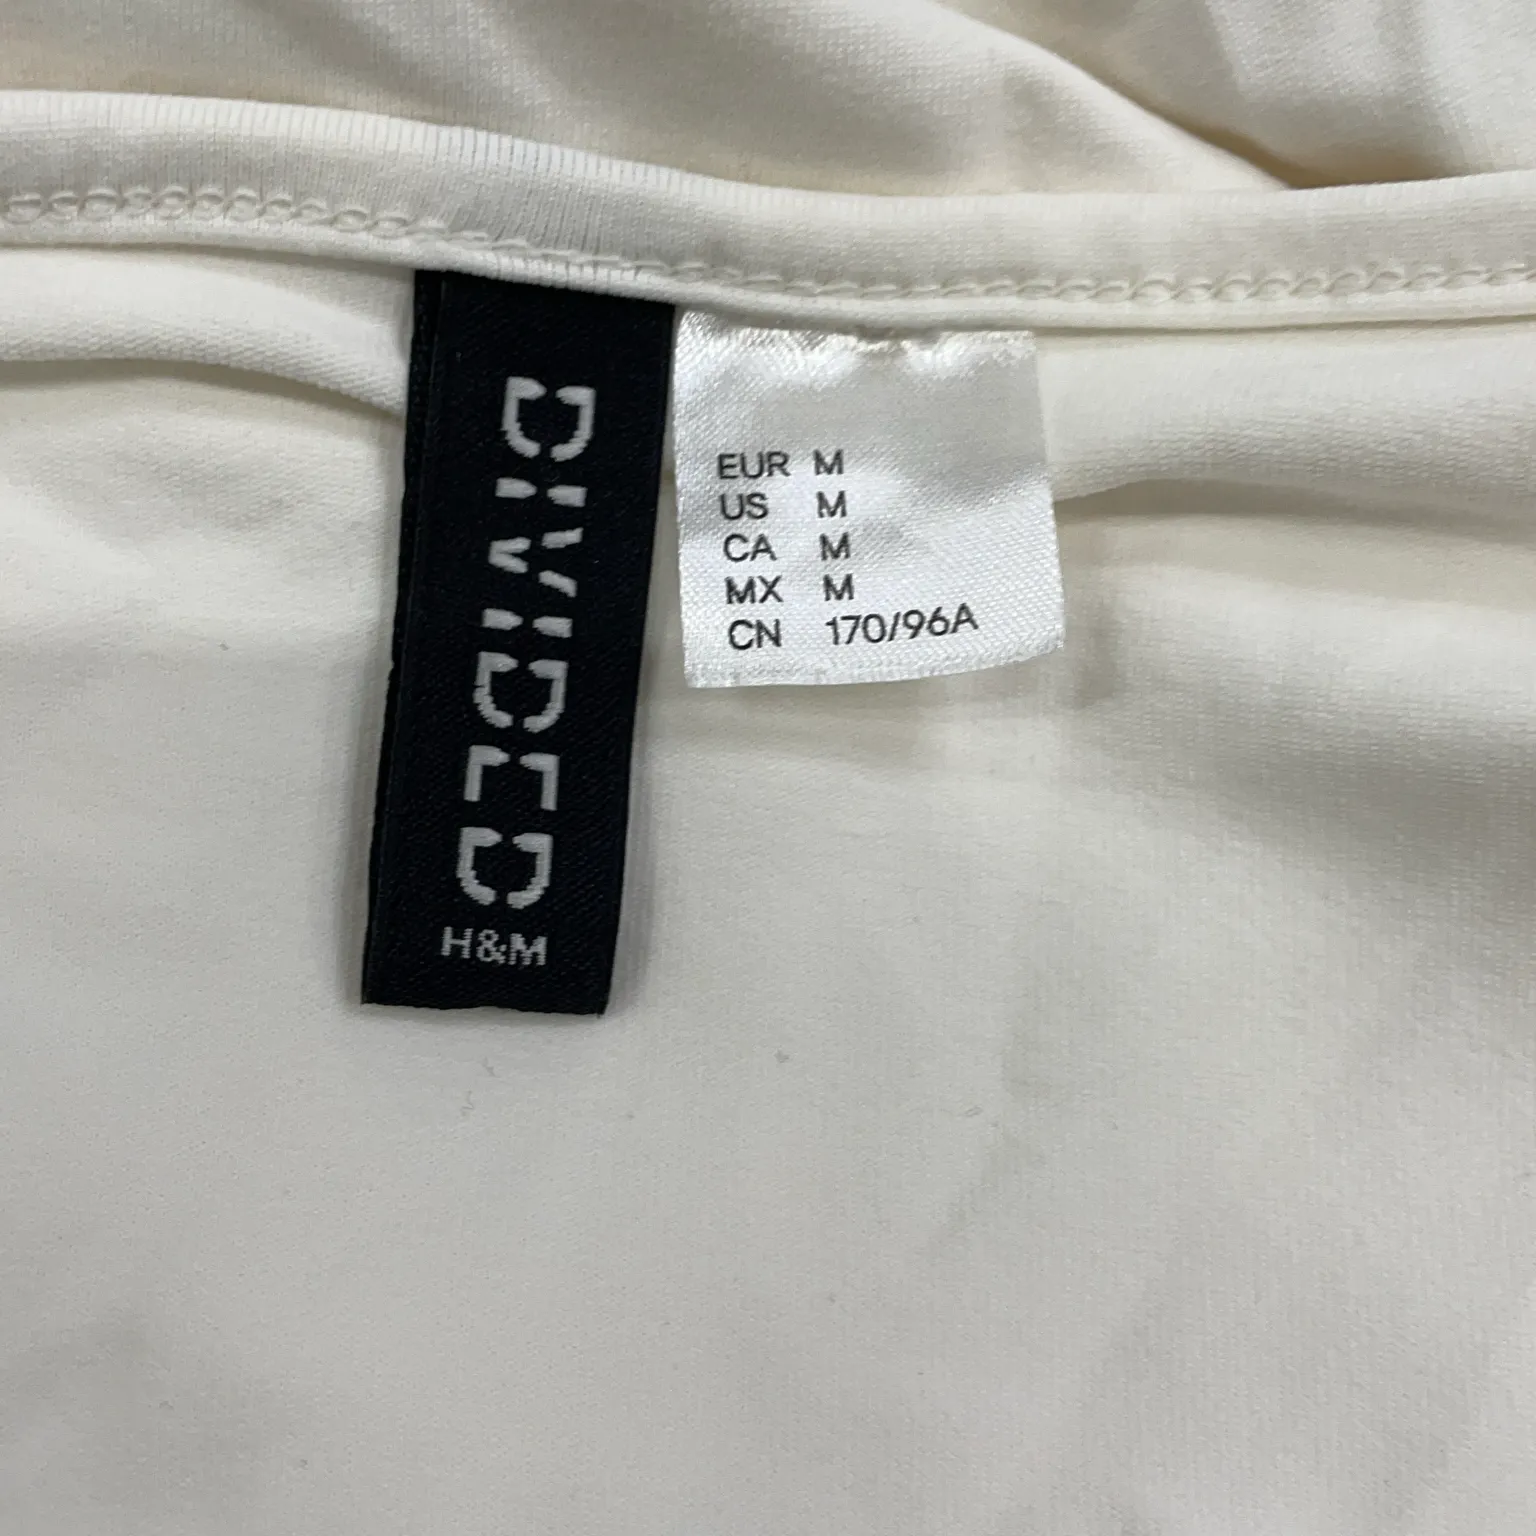 DIVIDED
H&M
EUR M
US M
CA M
MX M
CN 170/96A